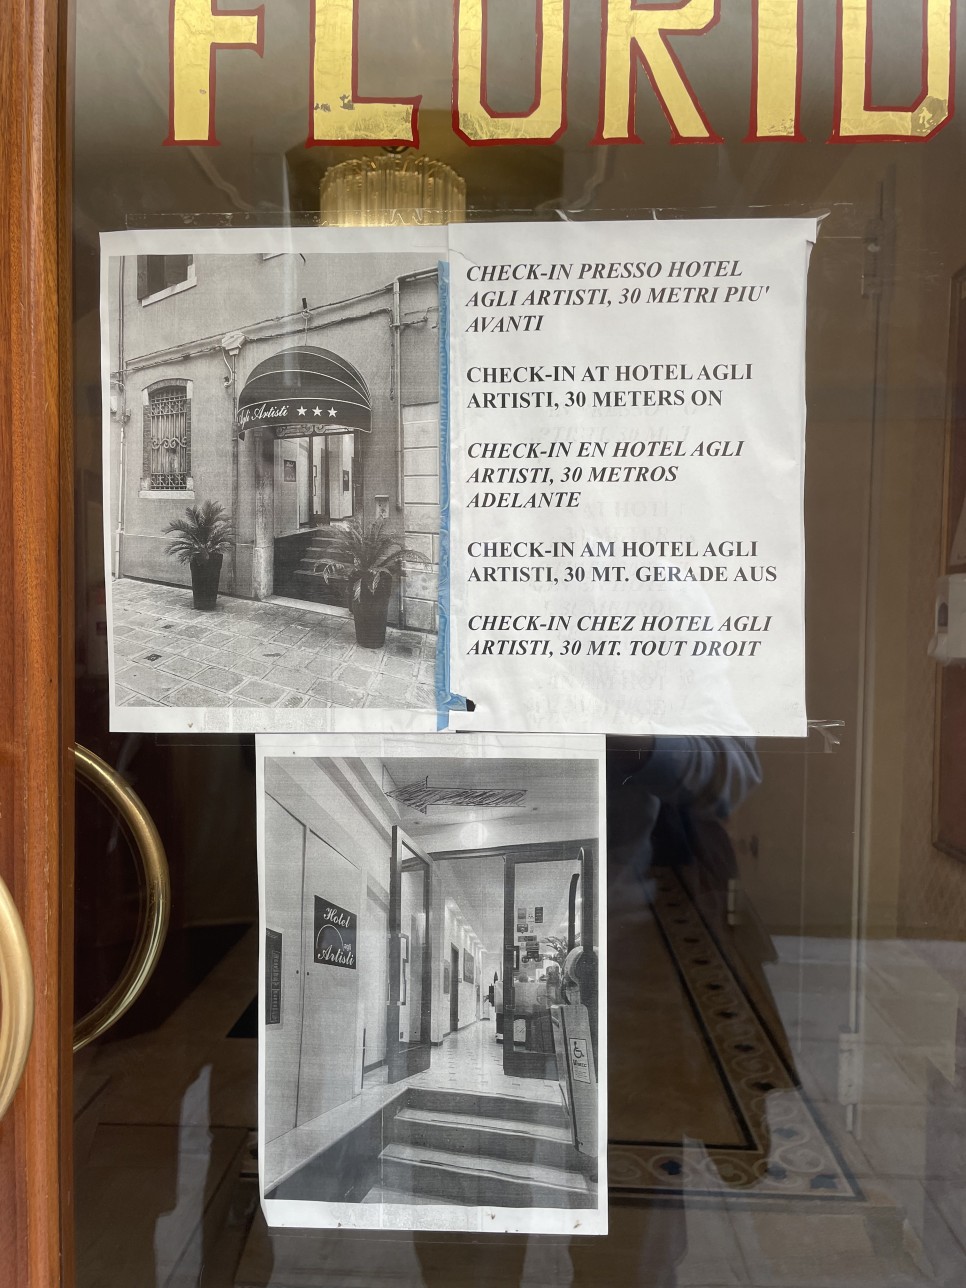 FLORID
CHECK-IN PRESSO HOTEL
AGLI ARTISTI, 30 METRI PIU'
AVANTI
CHECK-IN AT HOTEL AGLI
ARTISTI, 30 METERS ON
CHECK-IN EN HOTEL AGLI
ARTISTI, 30 METROS
ADELANTE
CHECK-IN AM HOTEL AGLI
ARTISTI, 30 MT. GERADE AUS
CHECK-IN CHEZ HOTEL AGLI
ARTISTI, 30 MT. TOUT DROIT
Agli Artisti ★★★
Hotel
agli
Artisti